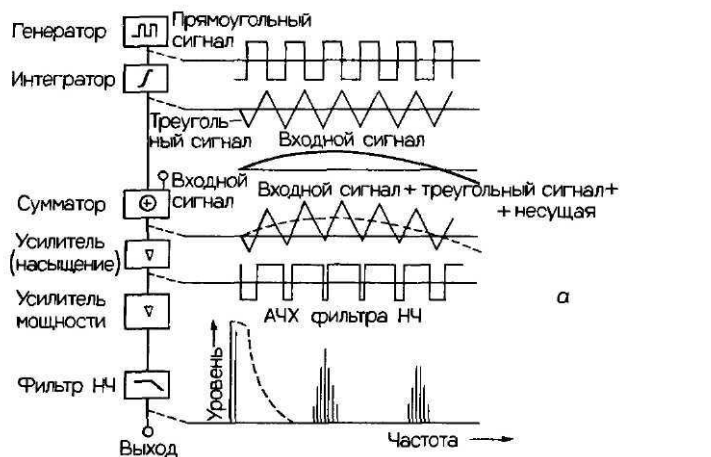 Генератор
Прямоугольный
сигнал
Интегратор
Треуголь-
ный сигнал
Входной сигнал
Входной
сигнал
Сумматор
Входной сигнал + треугольный сигнал +
+ несущая
Усилитель
(насыщение)
Усилитель
мощности
АЧХ фильтра НЧ
а
Уровень
Фильтр НЧ
Частота
Выход